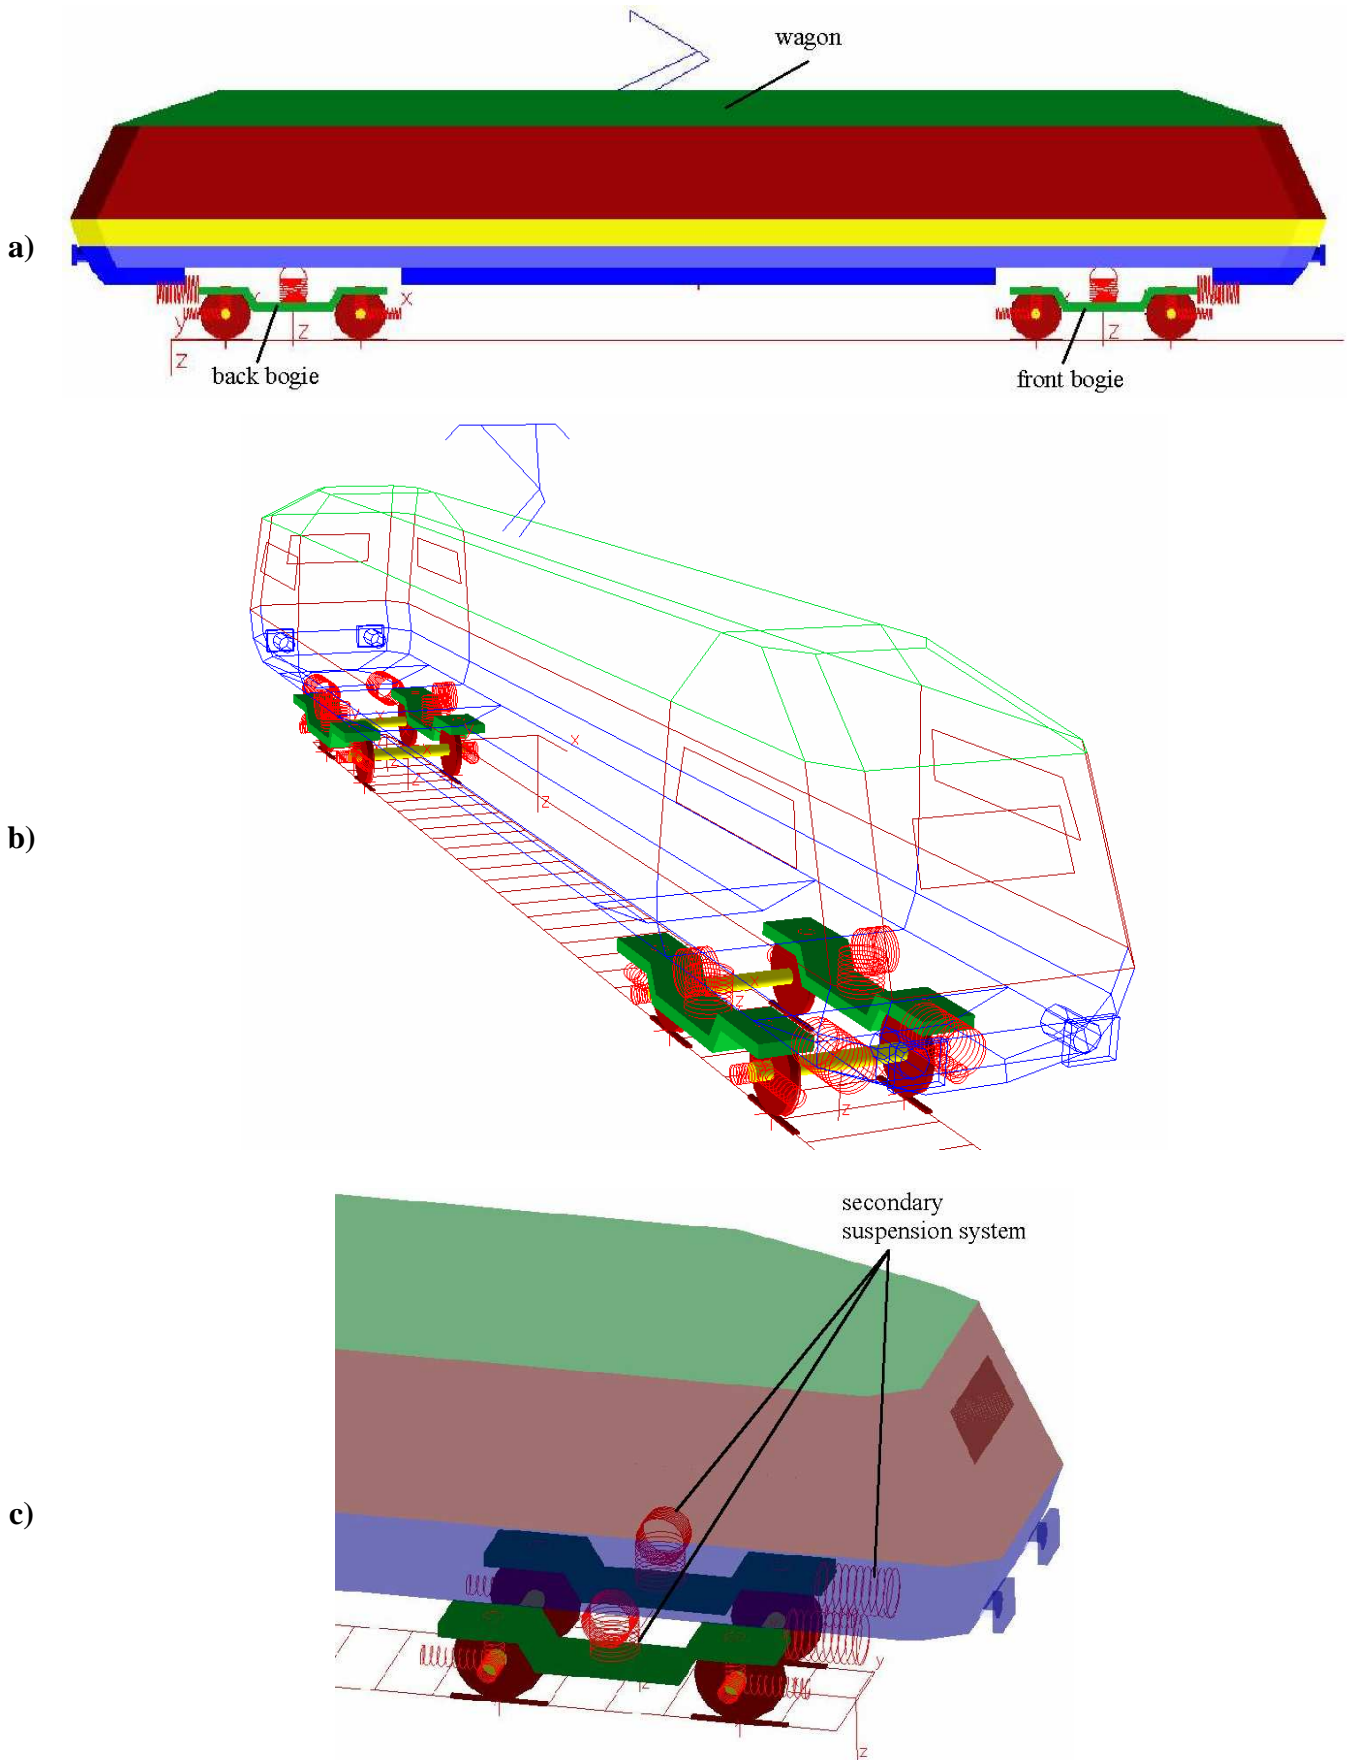 wagon
a)
x
y
z
z
z
back bogie
front bogie
b)
x
z
z
z
x
z
z
secondary
suspension system
c)
y
z
z